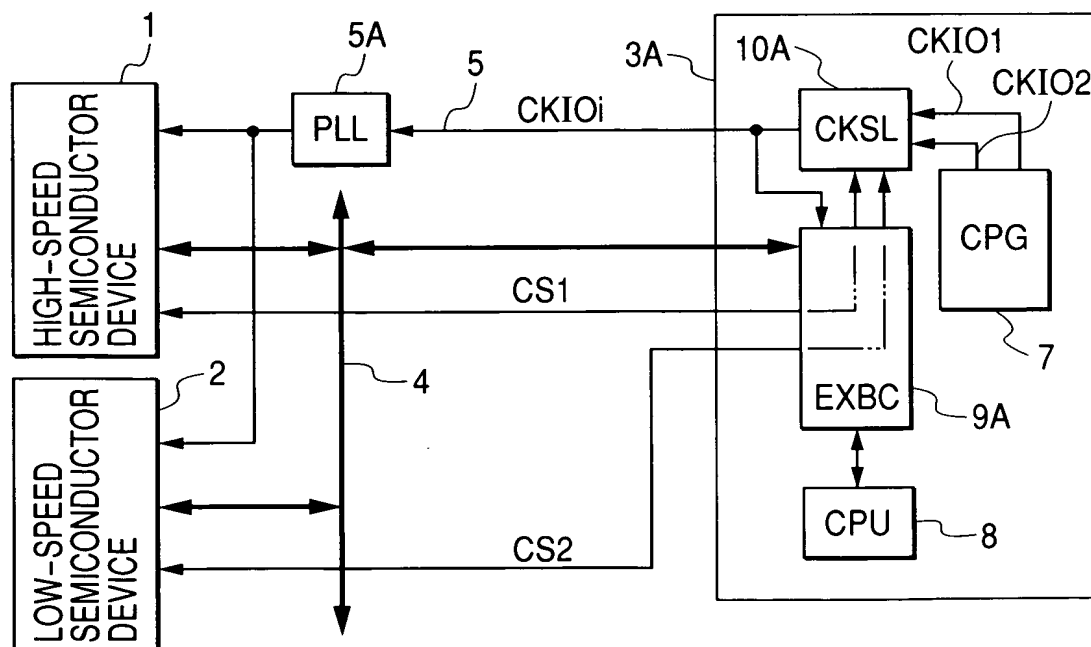 1
5A
3A
10A
CKIO1
CKIO2
5
CKIOi
PLL
CKSL
CPG
7
HIGH-SPEED
SEMICONDUCTOR
DEVICE
CS1
2
4
EXBC
9A
LOW-SPEED
SEMICONDUCTOR
DEVICE
CS2
CPU
8